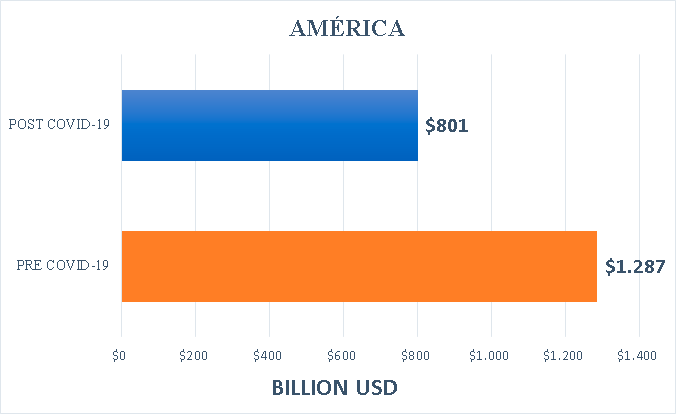 AMÉRICA
POST COVID-19
$801
PRE COVID-19
$1.287
$0 $200 $400 $600 $800 $1.000 $1.200 $1.400
BILLION USD